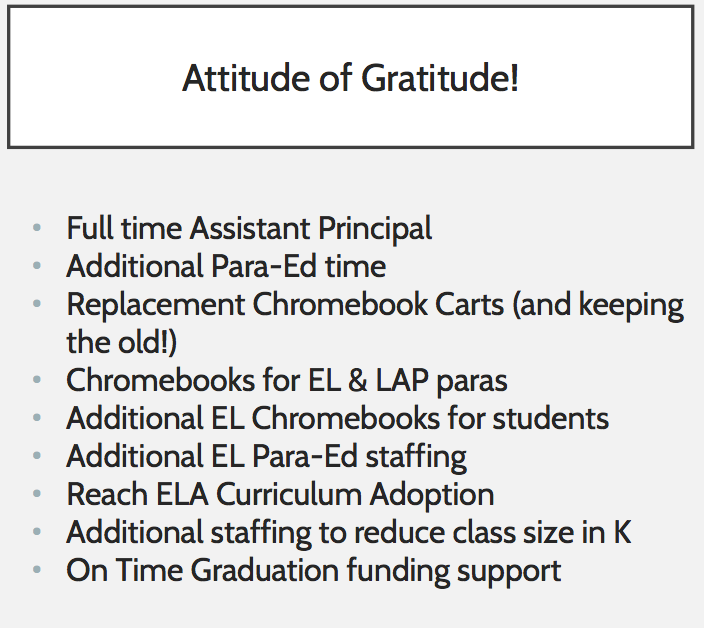 Attitude of Gratitude!
• Full time Assistant Principal
• Additional Para-Ed time
• Replacement Chromebook Carts (and keeping
the old!)
• Chromebooks for EL & LAP paras
• Additional EL Chromebooks for students
• Additional EL Para-Ed staffing
• Reach ELA Curriculum Adoption
• Additional staffing to reduce class size in K
• On Time Graduation funding support